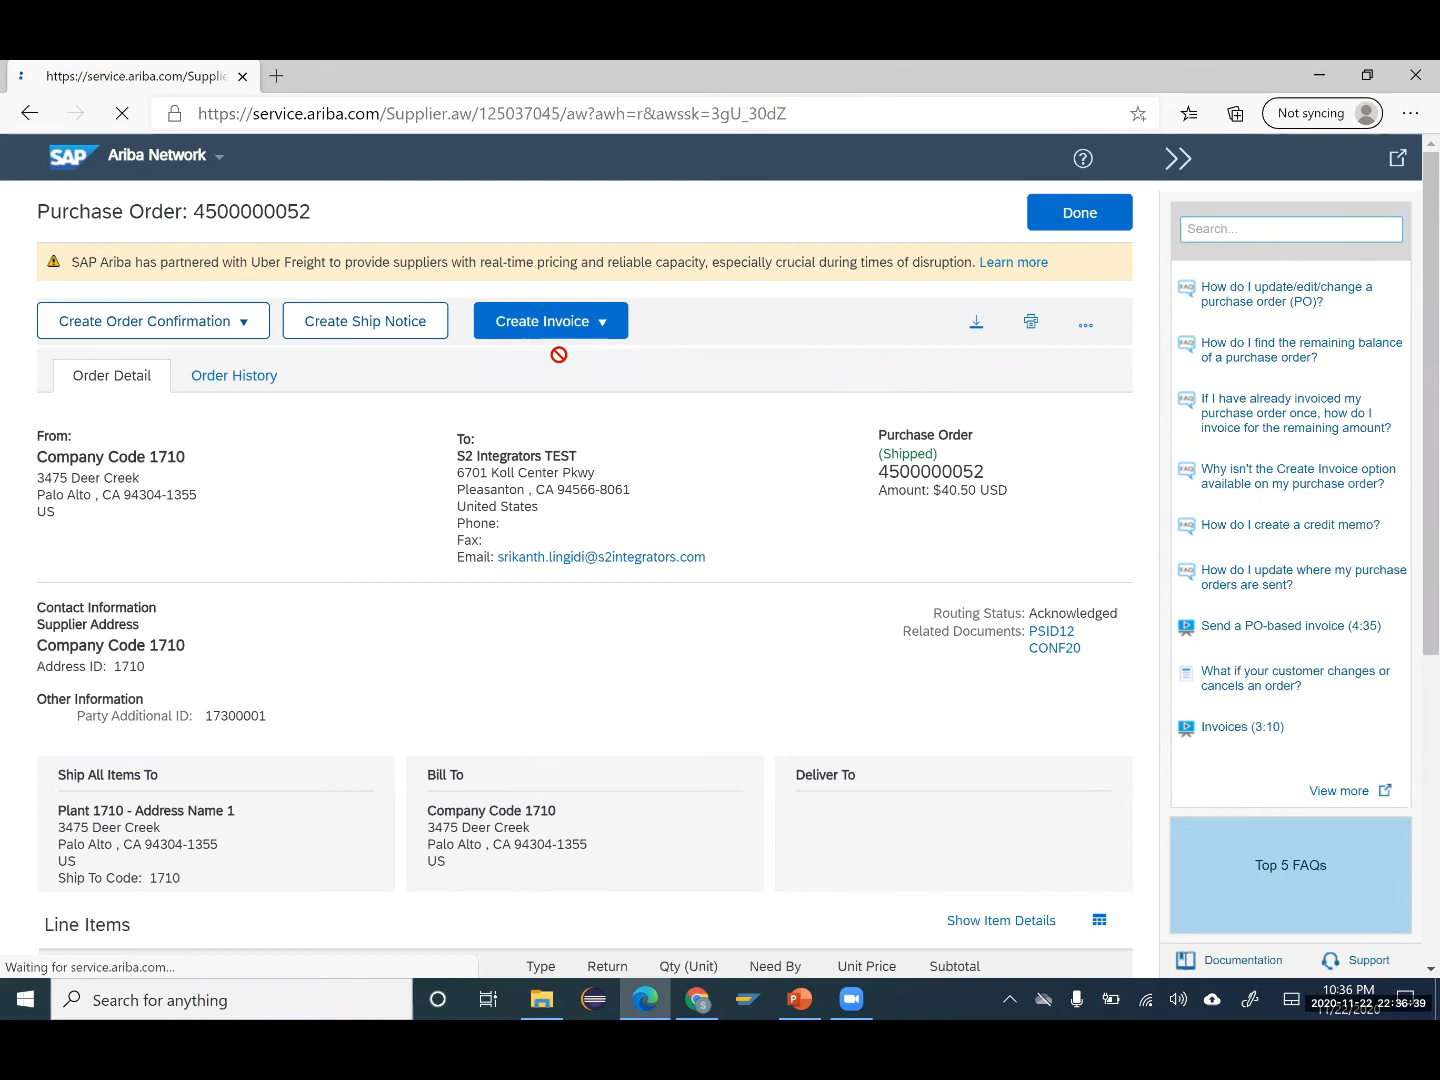 https://service.ariba.com/Supplie
https://service.ariba.com/Supplier.aw/125037045/aw?awh=r&awssk=3gU_30dZ
Not syncing
SAP Ariba Network
Purchase Order: 4500000052
Done
SAP Ariba has partnered with Uber Freight to provide suppliers with real-time pricing and reliable capacity, especially crucial during times of disruption. Learn more
Create Order Confirmation
Create Ship Notice
Create Invoice
Order Detail
Order History
From:
Company Code 1710
3475 Deer Creek
Palo Alto , CA 94304-1355
US
To:
S2 Integrators TEST
6701 Koll Center Pkwy
Pleasanton , CA 94566-8061
United States
Phone:
Fax:
Email: srikanth.lingidi@s2integrators.com
Purchase Order
(Shipped)
4500000052
Amount: $40.50 USD
Contact Information
Supplier Address
Company Code 1710
Address ID: 1710
Other Information
Party Additional ID: 17300001
Routing Status: Acknowledged
Related Documents: PSID12
CONF20
Ship All Items To
Plant 1710 - Address Name 1
3475 Deer Creek
Palo Alto , CA 94304-1355
US
Ship To Code: 1710
Bill To
Company Code 1710
3475 Deer Creek
Palo Alto , CA 94304-1355
US
Deliver To
Line Items
Show Item Details
Type Return Qty (Unit) Need By Unit Price Subtotal
Waiting for service.ariba.com...
Search...
FAQ How do I update/edit/change a
purchase order (PO)?
FAQ How do I find the remaining balance
of a purchase order?
FAQ If I have already invoiced my
purchase order once, how do I
invoice for the remaining amount?
FAQ Why isn't the Create Invoice option
available on my purchase order?
FAQ How do I create a credit memo?
FAQ How do I update where my purchase
orders are sent?
Send a PO-based invoice (4:35)
What if your customer changes or
cancels an order?
Invoices (3:10)
View more
Top 5 FAQs
Documentation
Support
Search for anything
10:36 PM
2020-11-22 22:36:39
11/22/2020